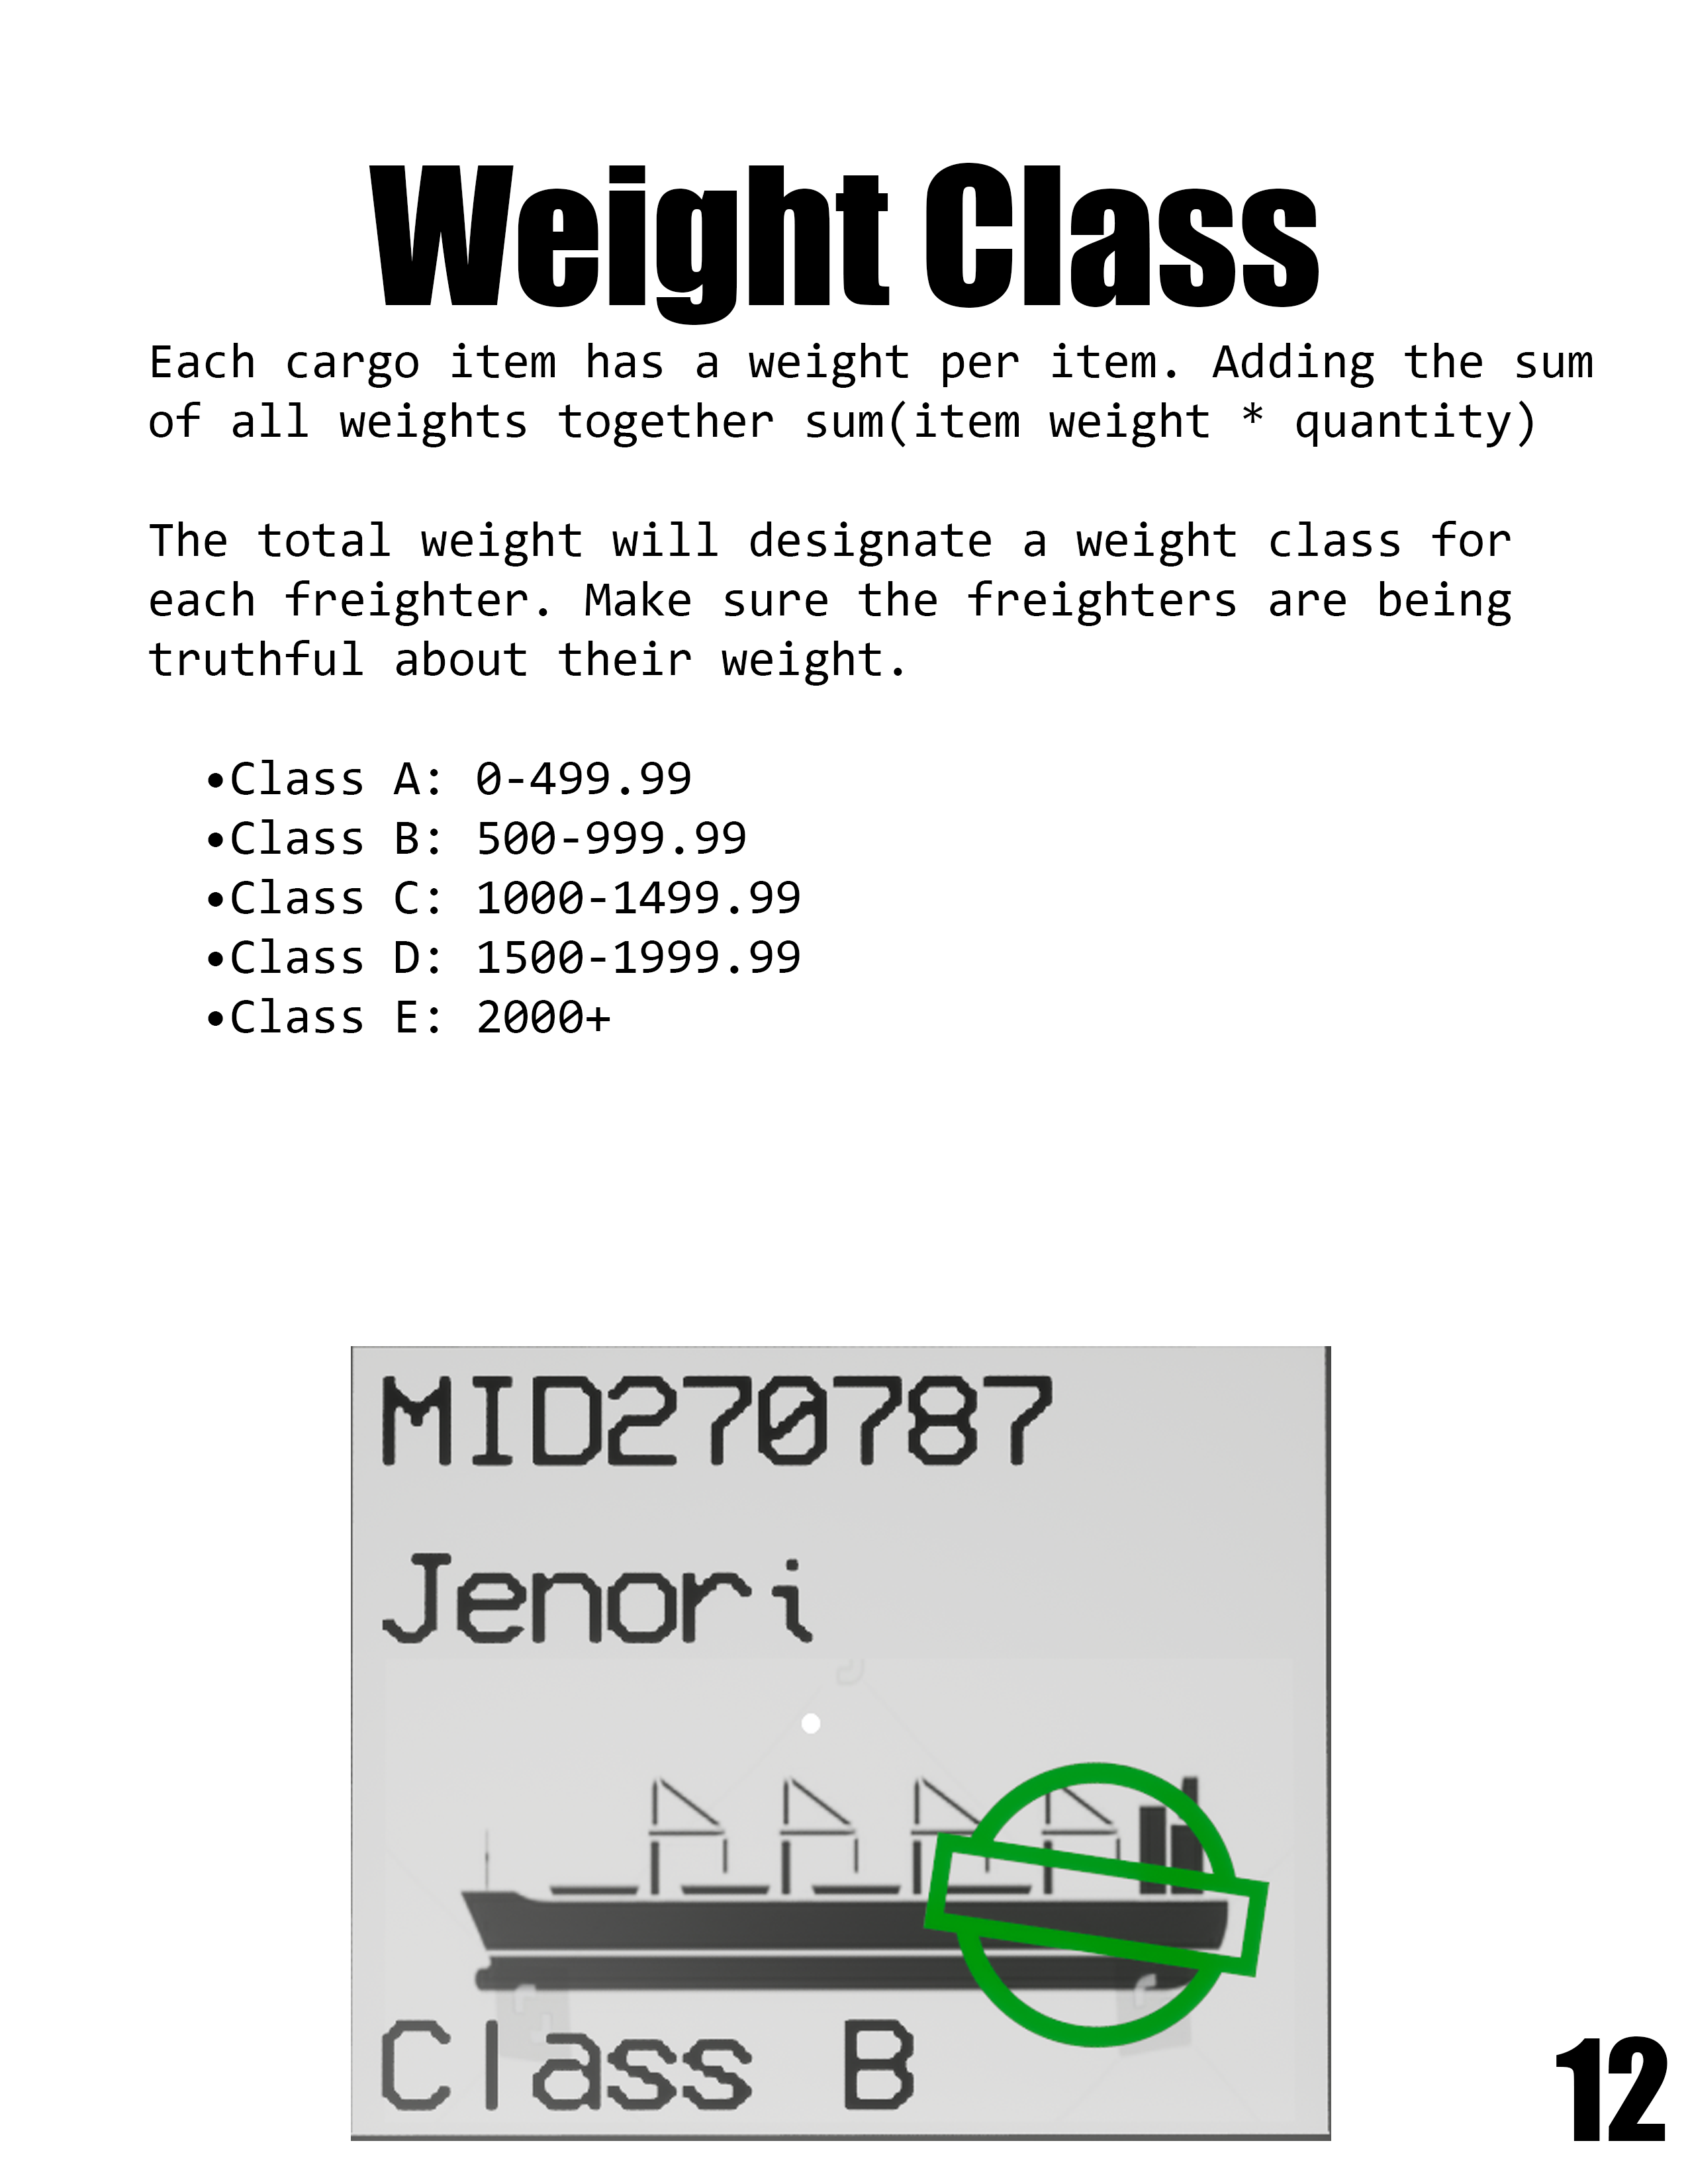 Weight Class
Each cargo item has a weight per item. Adding the sum
of all weights together sum(item weight * quantity)
The total weight will designate a weight class for
each freighter. Make sure the freighters are being
truthful about their weight.
•Class A: 0-499.99
•Class B: 500-999.99
•Class C: 1000-1499.99
•Class D: 1500-1999.99
•Class E: 2000+
MID270787
Jenori
Class B
12